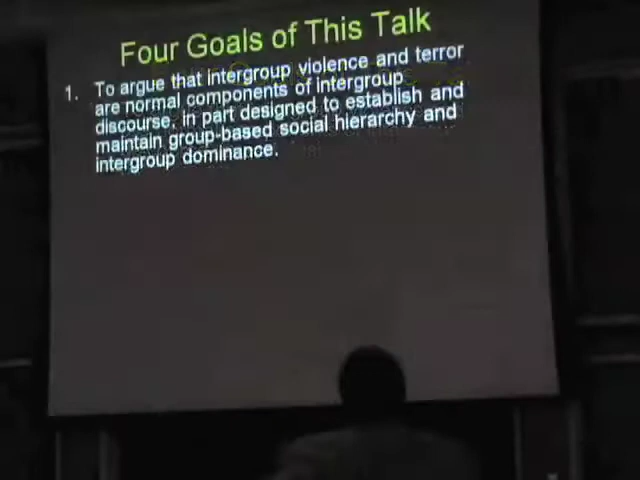 Four Goals of This Talk
1. To argue that intergroup violence and terror
are normal components of intergroup
discourse, in part designed to establish and
maintain group-based social hierarchy and
intergroup dominance.